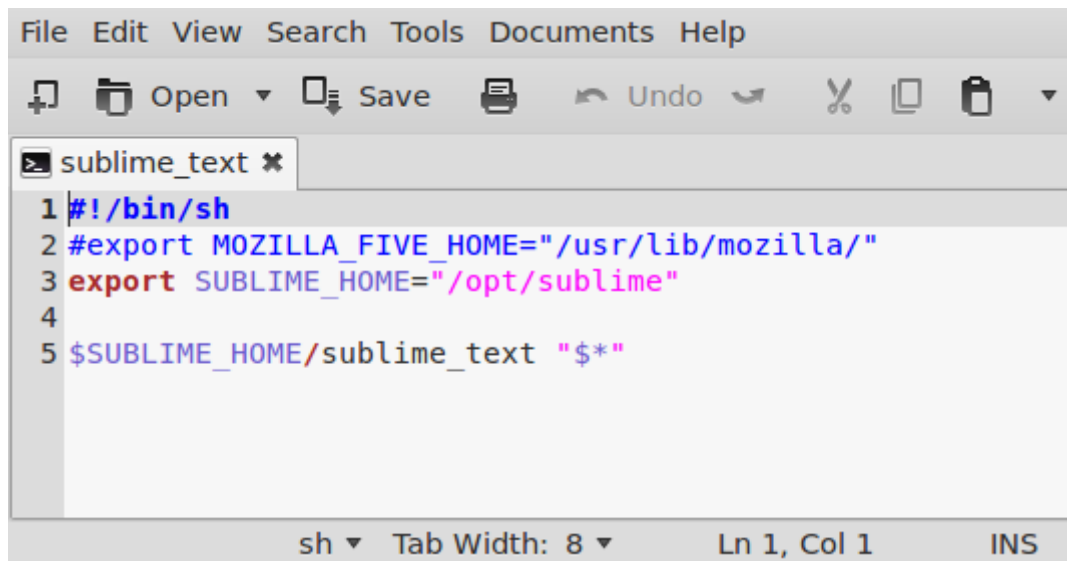 File Edit View Search Tools Documents Help
Open Save Undo
sublime_text
1 #!/bin/sh
2 #export MOZILLA_FIVE_HOME="/usr/lib/mozilla/"
3 export SUBLIME_HOME="/opt/sublime"
4
5 $SUBLIME_HOME/sublime_text "$*"
sh Tab Width: 8 Ln 1, Col 1 INS